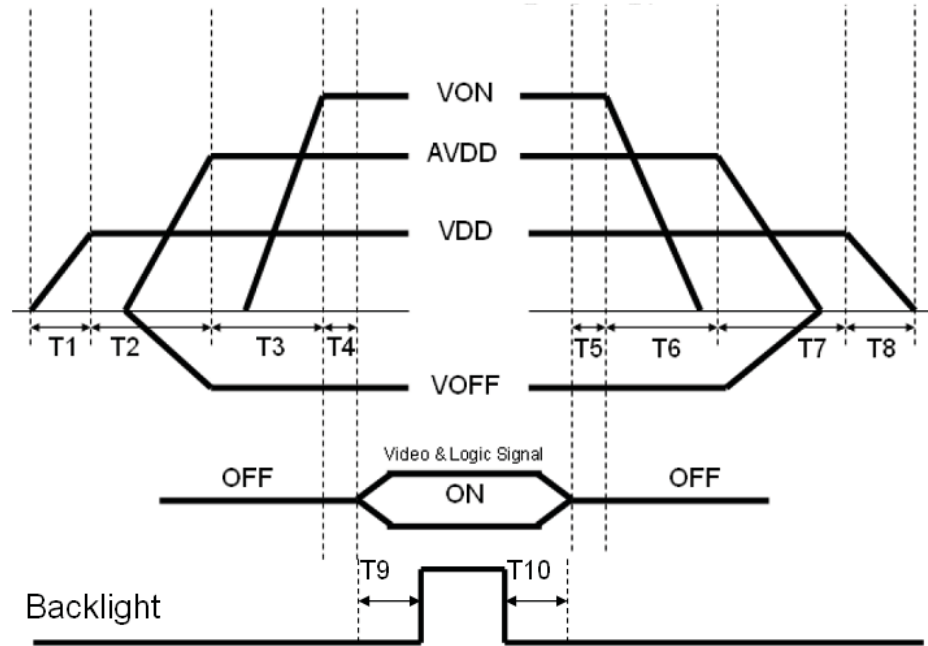 VON
AVDD
VDD
T1 T2 T3 T4 T5 T6 T7 T8
VOFF
Video & Logic Signal
OFF ON OFF
T9 T10
Backlight